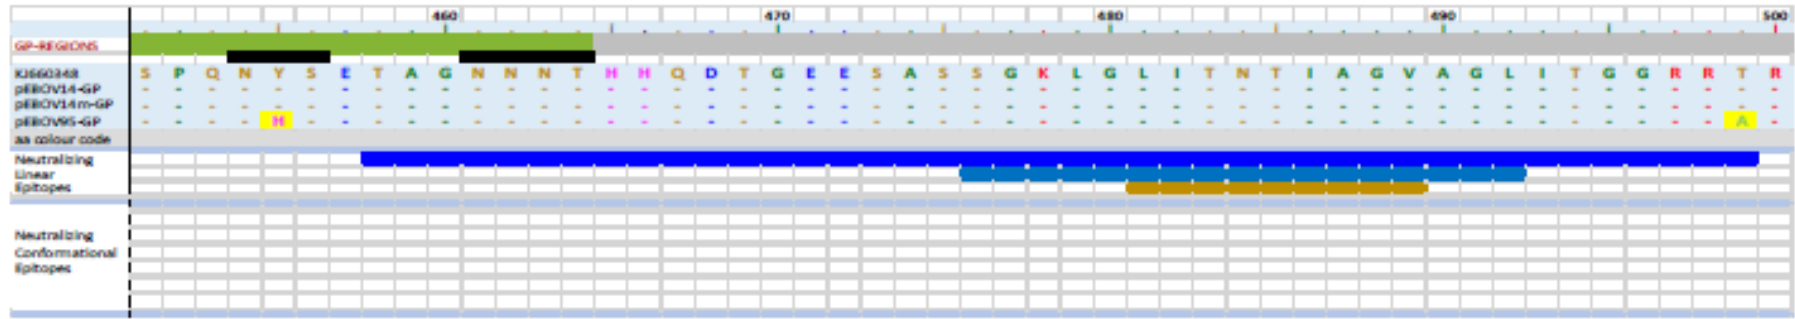 460 470 480 490 500
GP-REGIONS
KJ660348 S P Q N Y S E T A G N N N T H H Q D T G E E S A S S G K L G L I T N T I A G V A G L I T G G R R T R
pEBOV14-GP - - - - - - - - - - - - - - - - - - - - - - - - - - - - - - - - - - - - - - - - - - - - - - - - - -
pEBOV14m-GP - - - - - - - - - - - - - - - - - - - - - - - - - - - - - - - - - - - - - - - - - - - - - - - - - -
pEBOV95-GP - - - - H - - - - - - - - - - - - - - - - - - - - - - - - - - - - - - - - - - - - - - - - - - - A -
aa colour code
Neutralizing
Linear
Epitopes
Neutralizing
Conformational
Epitopes